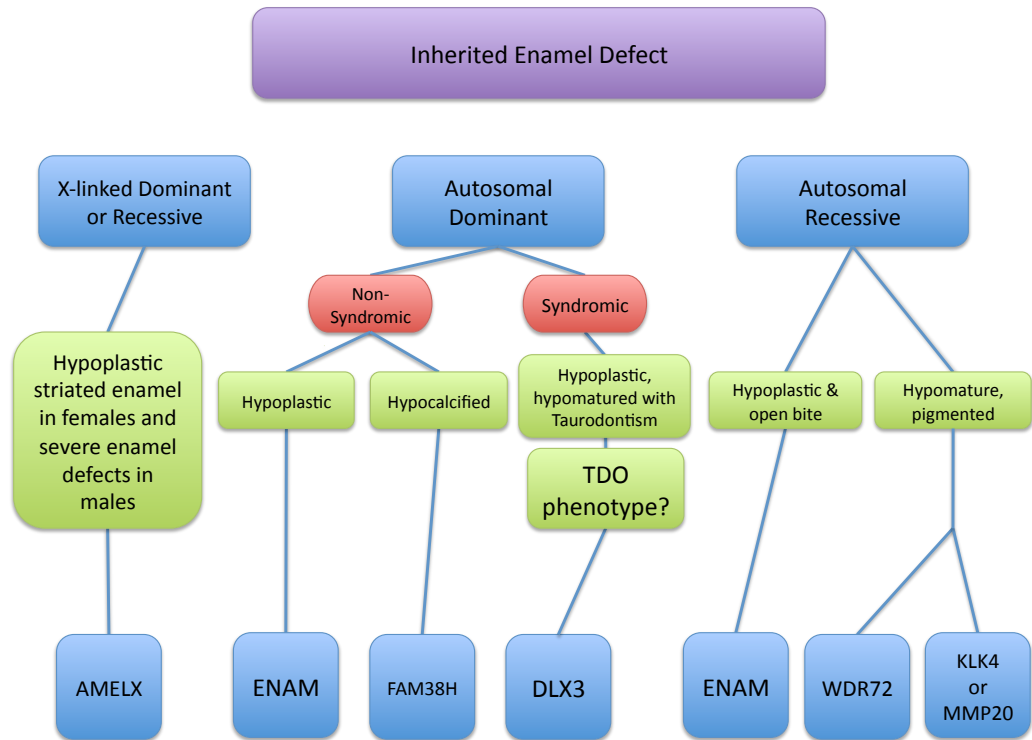 Inherited Enamel Defect
X-linked Dominant
or Recessive
Autosomal
Dominant
Autosomal
Recessive
Non-
Syndromic
Syndromic
Hypoplastic
striated enamel
in females and
severe enamel
defects in
males
Hypoplastic
Hypocalcified
Hypoplastic,
hypomatured with
Taurodontism
Hypoplastic &
open bite
Hypomature,
pigmented
TDO
phenotype?
AMELX
ENAM
FAM38H
DLX3
ENAM
WDR72
KLK4
or
MMP20